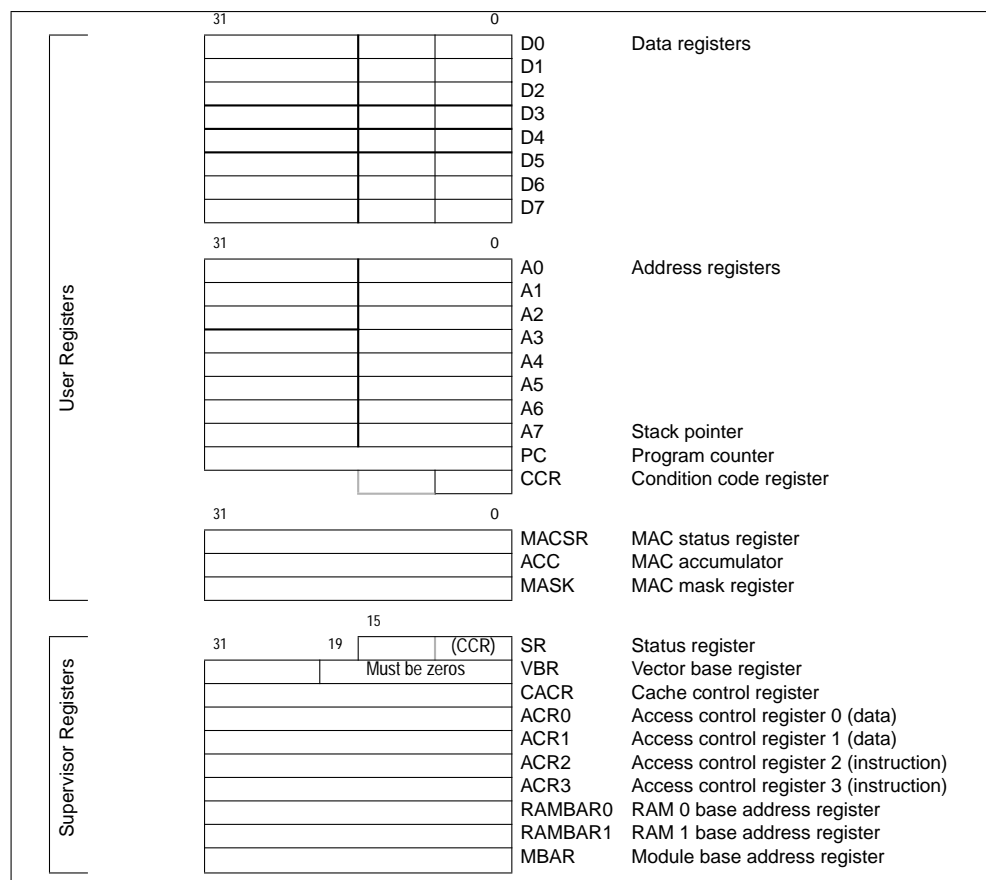 31 0
D0 Data registers
D1
D2
D3
D4
D5
D6
D7
31 0
A0 Address registers
A1
A2
A3
A4
A5
A6
A7 Stack pointer
PC Program counter
CCR Condition code register
User Registers
31 0
MACSR MAC status register
ACC MAC accumulator
MASK MAC mask register
15
31 19 (CCR) SR Status register
Must be zeros VBR Vector base register
CACR Cache control register
ACR0 Access control register 0 (data)
ACR1 Access control register 1 (data)
ACR2 Access control register 2 (instruction)
ACR3 Access control register 3 (instruction)
RAMBAR0 RAM 0 base address register
RAMBAR1 RAM 1 base address register
MBAR Module base address register
Supervisor Registers